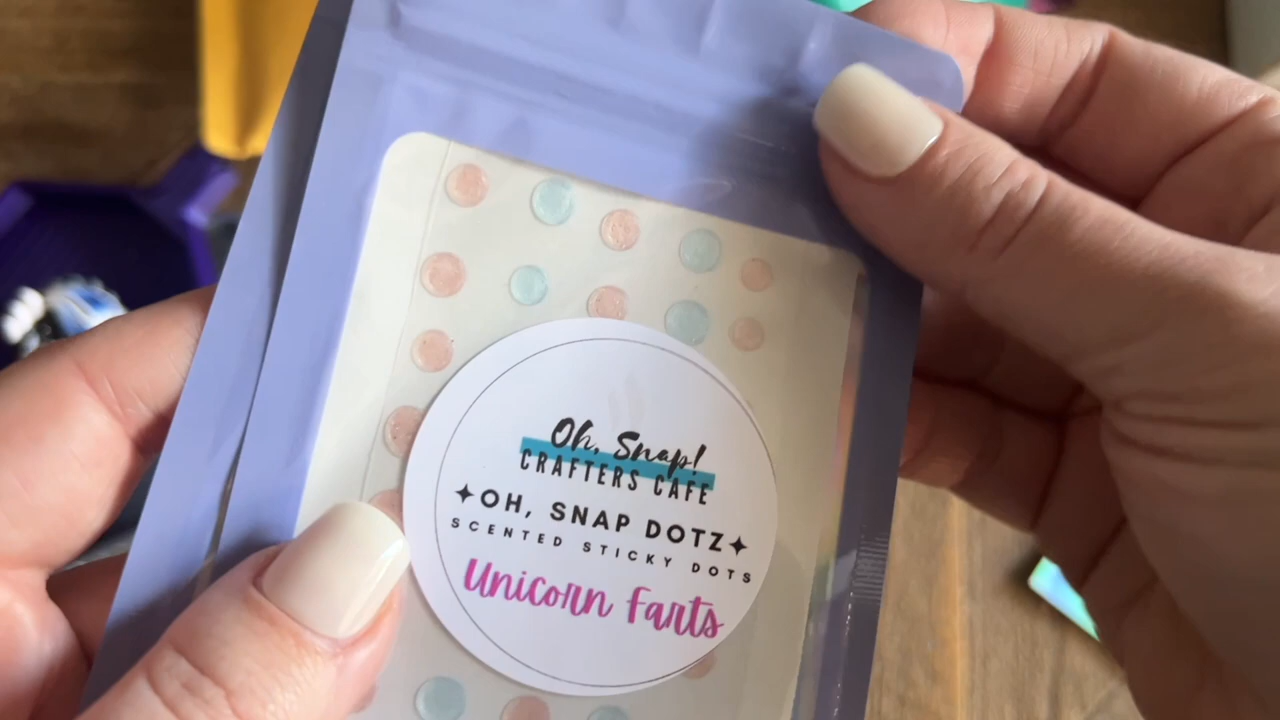 Oh, Snap!
CRAFTERS CAFE
✦OH, SNAP DOTZ✦
SCENTED STICKY DOTS
Unicorn Farts